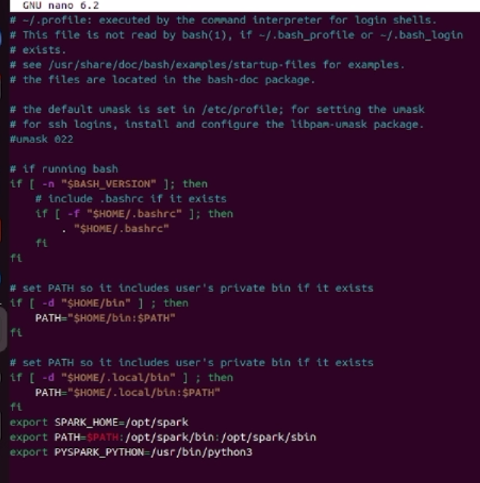 GNU nano 6.2
# ~/.profile: executed by the command interpreter for login shells.
# This file is not read by bash(1), if ~/.bash_profile or ~/.bash_login
# exists.
# see /usr/share/doc/bash/examples/startup-files for examples.
# the files are located in the bash-doc package.
# the default umask is set in /etc/profile; for setting the umask
# for ssh logins, install and configure the libpam-umask package.
#umask 022
# if running bash
if [ -n "$BASH_VERSION" ]; then
# include .bashrc if it exists
if [ -f "$HOME/.bashrc" ]; then
. "$HOME/.bashrc"
fi
fi
# set PATH so it includes user's private bin if it exists
if [ -d "$HOME/bin" ] ; then
PATH="$HOME/bin:$PATH"
fi
# set PATH so it includes user's private bin if it exists
if [ -d "$HOME/.local/bin" ] ; then
PATH="$HOME/.local/bin:$PATH"
fi
export SPARK_HOME=/opt/spark
export PATH=$PATH:/opt/spark/bin:/opt/spark/sbin
export PYSPARK_PYTHON=/usr/bin/python3